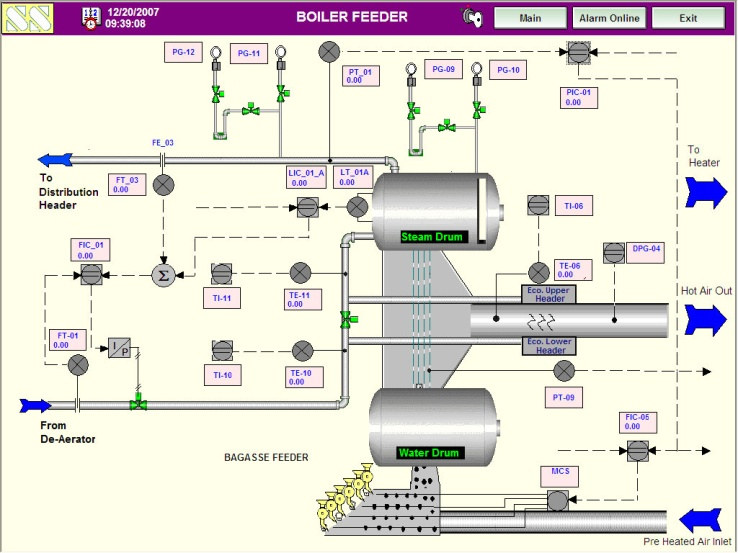 SS
12/20/2007
09:39:08
BOILER FEEDER
Main
Alarm Online
Exit
PG-12
PG-11
PT_01
0.00
PG-09
PG-10
PIC-01
0.00
FE_03
To
Distribution
Header
FT_03
0.00
LIC_01_A
0.00
LT_01A
0.00
To
Heater
Steam Drum
TI-06
FIC_01
0.00
Σ
TI-11
TE-11
0.00
TE-06
0.00
DPG-04
Eco. Upper
Header
Hot Air Out
FT-01
0.00
I/P
TI-10
TE-10
0.00
Eco. Lower
Header
PT-09
From
De-Aerator
FIC-05
0.00
BAGASSE FEEDER
Water Drum
MCS
Pre Heated Air Inlet